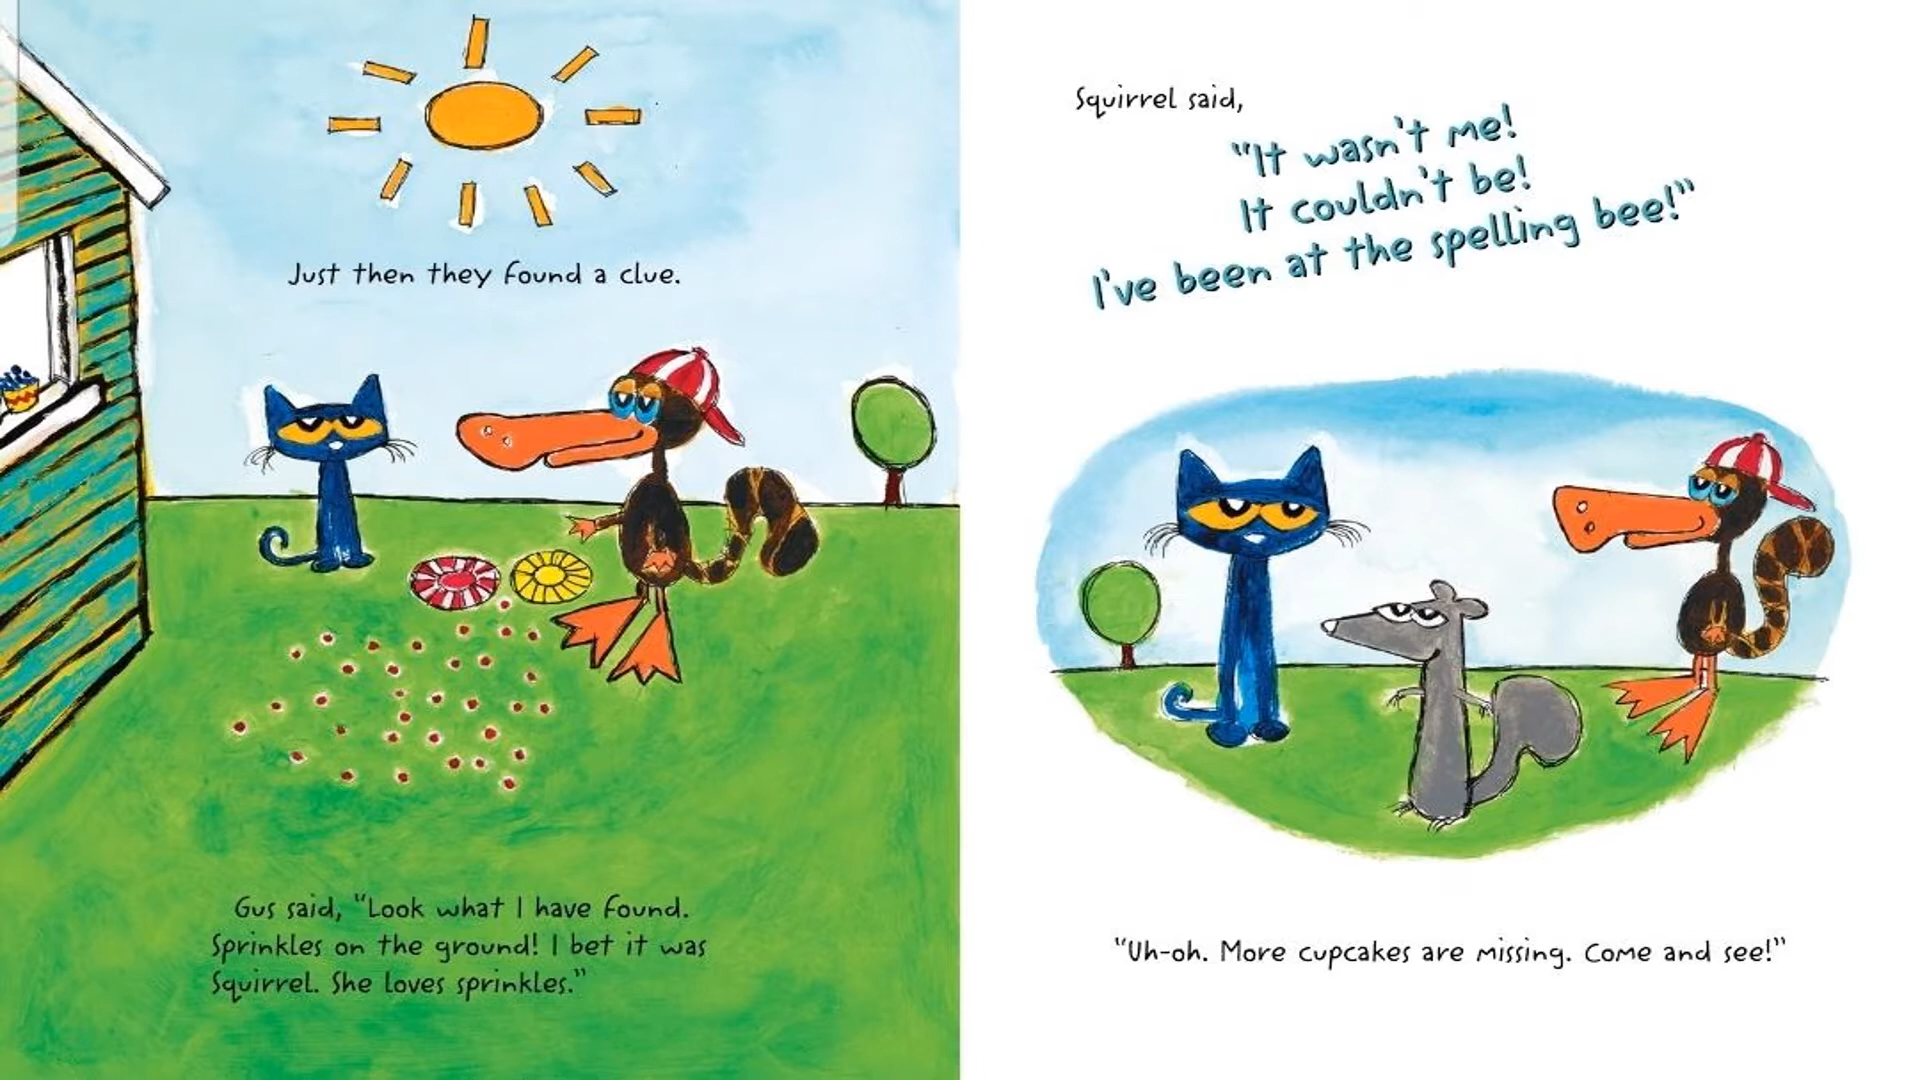 Just then they found a clue.
Gus said, “Look what I have found.
Sprinkles on the ground! I bet it was
Squirrel. She loves sprinkles.”
Squirrel said,
“It wasn't me!
It couldn't be!
I've been at the spelling bee!”
“Uh-oh. More cupcakes are missing. Come and see!”